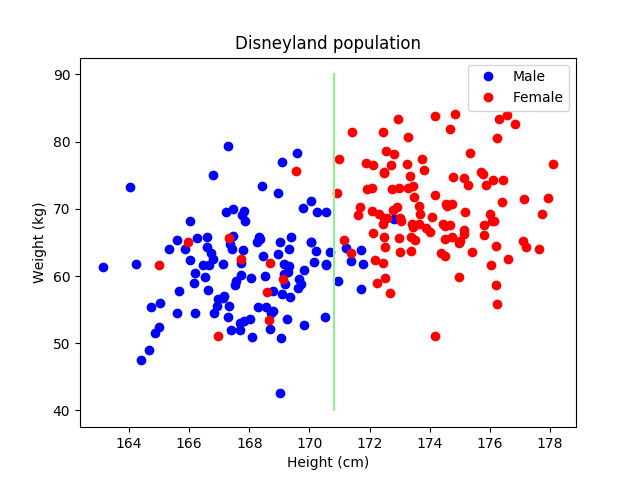 Disneyland population
Male
Female
90
80
70
60
50
40
Weight (kg)
164 166 168 170 172 174 176 178
Height (cm)